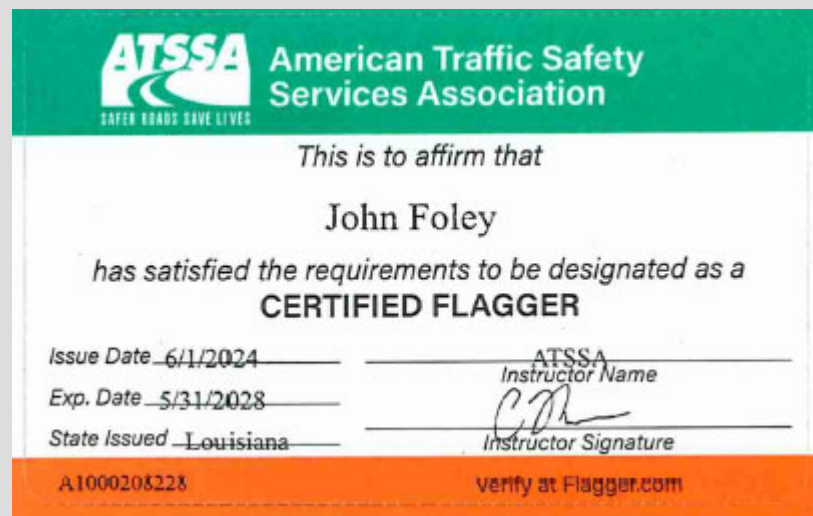 ATSSA
SAFER ROADS SAVE LIVES
American Traffic Safety
Services Association
This is to affirm that
John Foley
has satisfied the requirements to be designated as a
CERTIFIED FLAGGER
Issue Date 6/1/2024
ATSSA
Instructor Name
Exp. Date 5/31/2028
State Issued Louisiana
Instructor Signature
A1000208228
Verify at Flagger.com